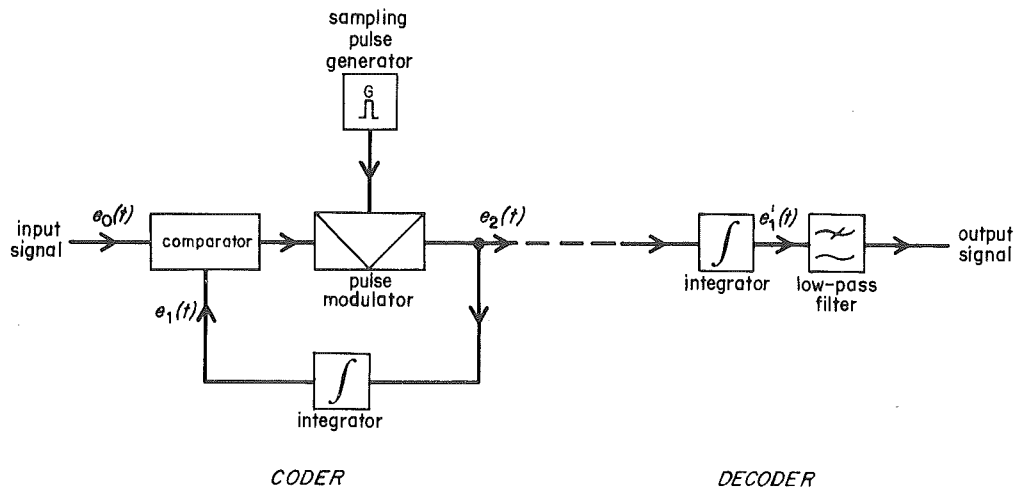 sampling
pulse
generator
G
input
signal
e₀(t)
comparator
e₂(t)
pulse
modulator
e₁(t)
∫
integrator
∫
integrator
e₁'(t)
low-pass
filter
output
signal
CODER
DECODER